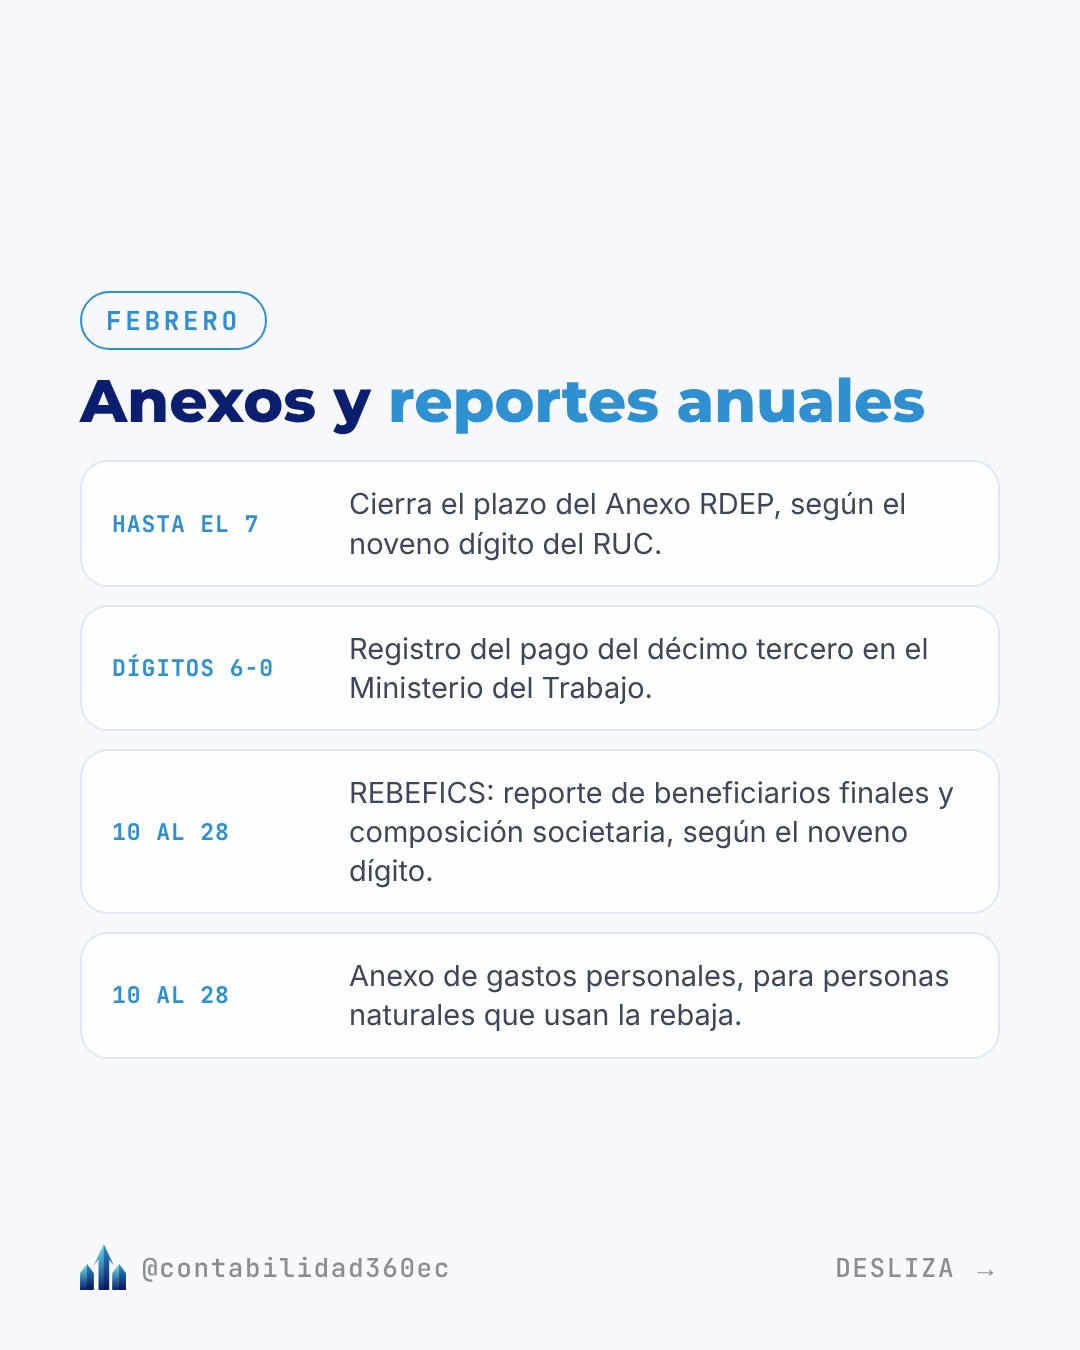 FEBRERO
Anexos y reportes anuales
HASTA EL 7
Cierra el plazo del Anexo RDEP, según el
noveno dígito del RUC.
DÍGITOS 6-0
Registro del pago del décimo tercero en el
Ministerio del Trabajo.
10 AL 28
REBEFICS: reporte de beneficiarios finales y
composición societaria, según el noveno
dígito.
10 AL 28
Anexo de gastos personales, para personas
naturales que usan la rebaja.
@contabilidad360ec
DESLIZA →